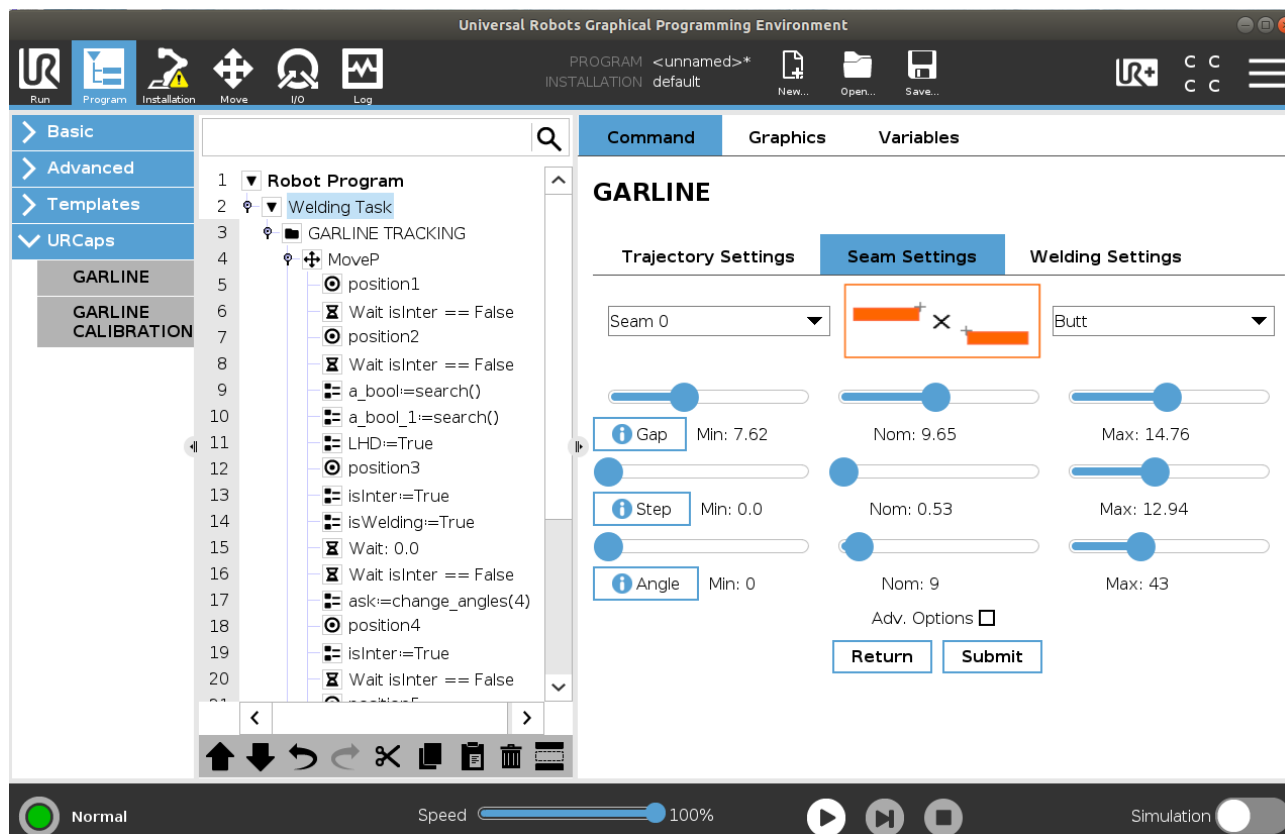 Universal Robots Graphical Programming Environment
UR
Run
Program
Installation
Move
I/O
Log
PROGRAM <unnamed>*
INSTALLATION default
New...
Open...
Save...
UR+
C C
C C
Basic
Advanced
Templates
URCaps
GARLINE
GARLINE
CALIBRATION
1 Robot Program
2 Welding Task
3 GARLINE TRACKING
4 MoveP
5 position1
6 Wait isInter == False
7 position2
8 Wait isInter == False
9 a_bool:=search()
10 a_bool_1:=search()
11 LHD:=True
12 position3
13 isInter:=True
14 isWelding:=True
15 Wait: 0.0
16 Wait isInter == False
17 ask:=change_angles(4)
18 position4
19 isInter:=True
20 Wait isInter == False
Command Graphics Variables
GARLINE
Trajectory Settings Seam Settings Welding Settings
Seam 0 Butt
Gap Min: 7.62 Nom: 9.65 Max: 14.76
Step Min: 0.0 Nom: 0.53 Max: 12.94
Angle Min: 0 Nom: 9 Max: 43
Adv. Options
Return Submit
Normal
Speed 100%
Simulation